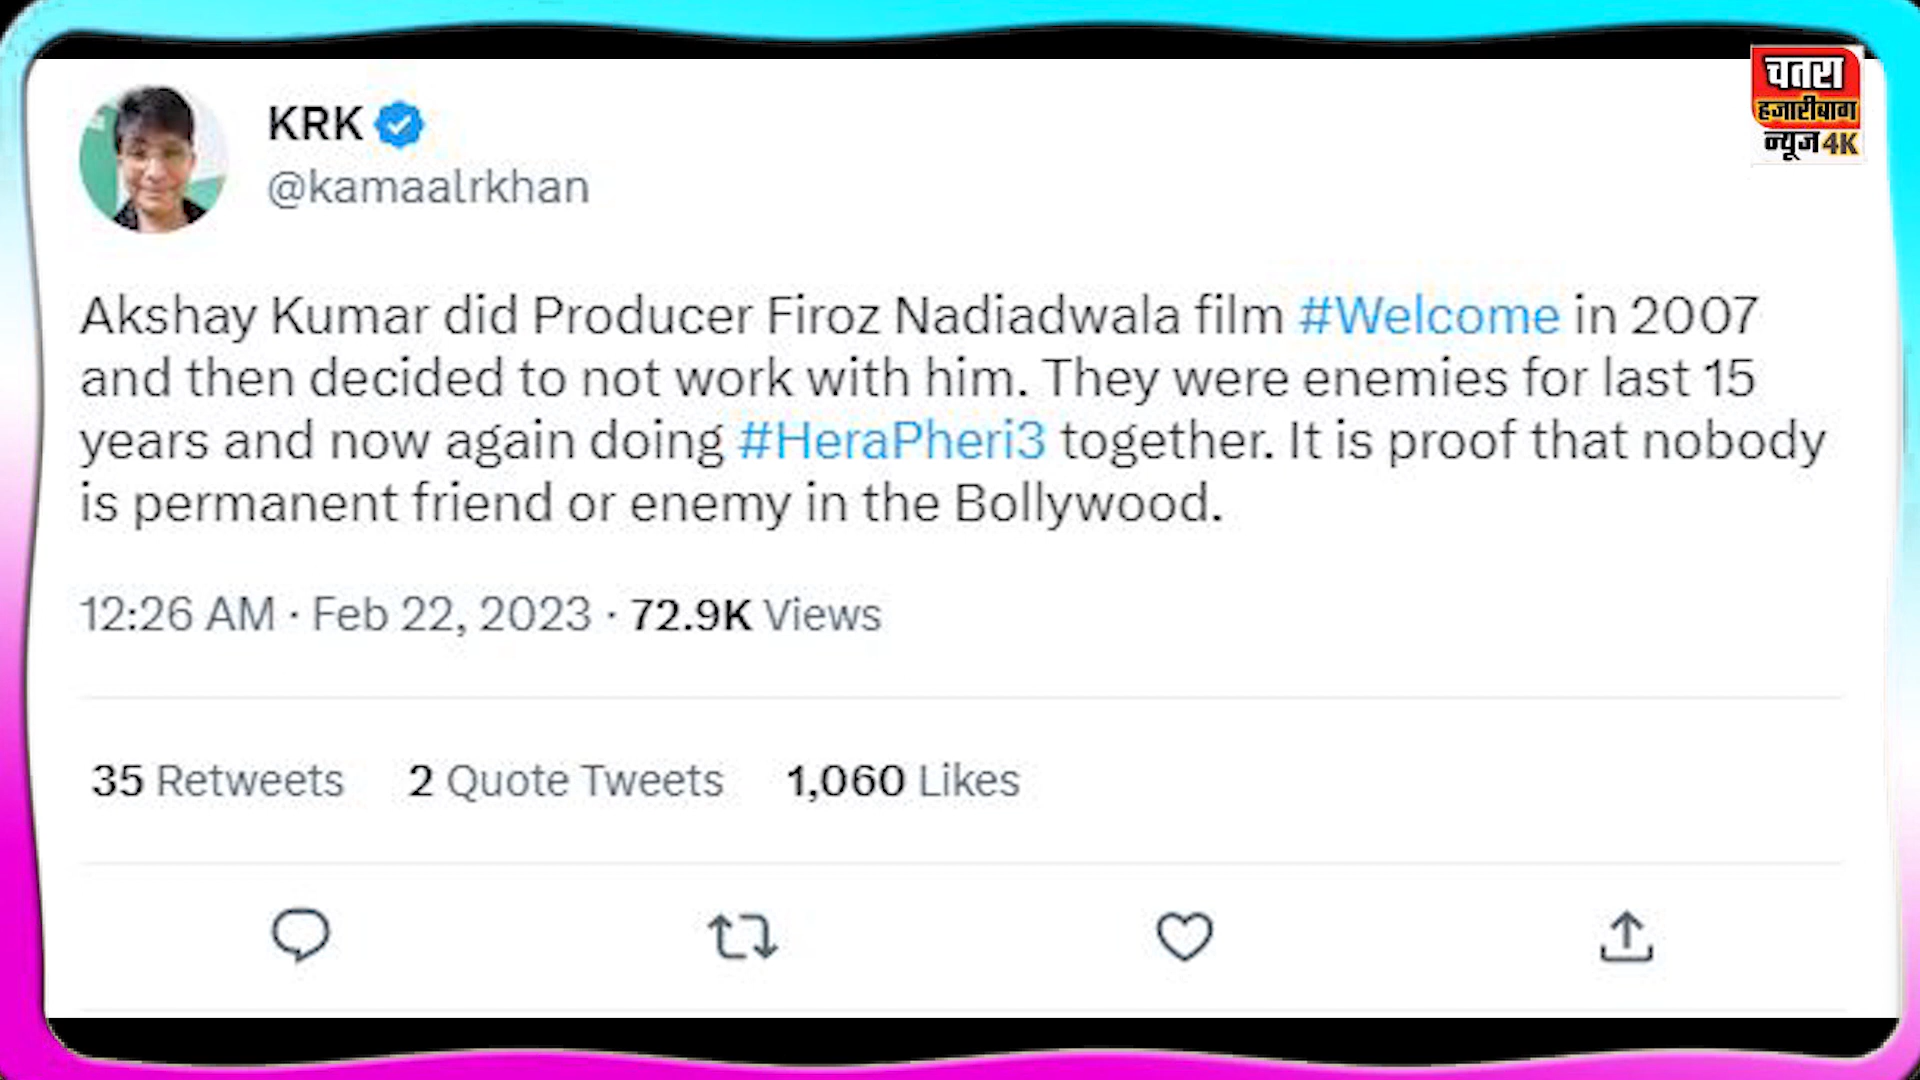 चतरा
हजारीबाग
न्यूज 4K
KRK
@kamaalrkhan
Akshay Kumar did Producer Firoz Nadiadwala film #Welcome in 2007
and then decided to not work with him. They were enemies for last 15
years and now again doing #HeraPheri3 together. It is proof that nobody
is permanent friend or enemy in the Bollywood.
12:26 AM · Feb 22, 2023 · 72.9K Views
35 Retweets 2 Quote Tweets 1,060 Likes